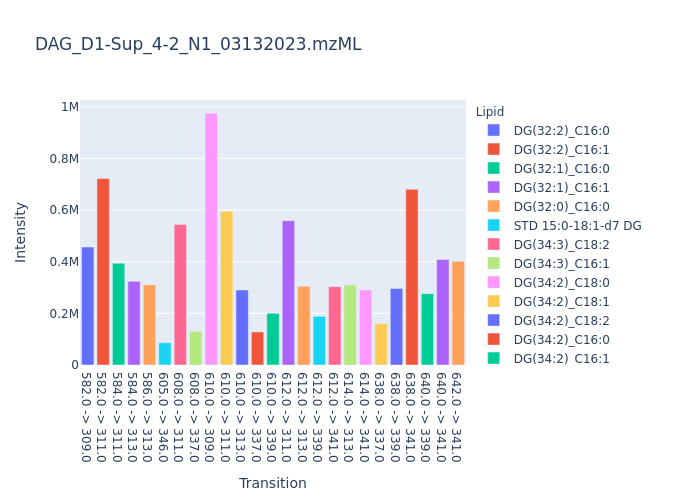 DAG_D1-Sup_4-2_N1_03132023.mzML
Intensity
1M
0.8M
0.6M
0.4M
0.2M
0
582.0 -> 309.0
582.0 -> 311.0
584.0 -> 311.0
584.0 -> 313.0
586.0 -> 313.0
605.0 -> 346.0
608.0 -> 311.0
608.0 -> 337.0
610.0 -> 309.0
610.0 -> 311.0
610.0 -> 313.0
610.0 -> 337.0
610.0 -> 339.0
612.0 -> 311.0
612.0 -> 313.0
612.0 -> 339.0
612.0 -> 341.0
614.0 -> 313.0
614.0 -> 341.0
638.0 -> 337.0
638.0 -> 339.0
638.0 -> 341.0
640.0 -> 339.0
640.0 -> 341.0
642.0 -> 341.0
Transition
Lipid
DG(32:2)_C16:0
DG(32:2)_C16:1
DG(32:1)_C16:0
DG(32:1)_C16:1
DG(32:0)_C16:0
STD 15:0-18:1-d7 DG
DG(34:3)_C18:2
DG(34:3)_C16:1
DG(34:2)_C18:0
DG(34:2)_C18:1
DG(34:2)_C18:2
DG(34:2)_C16:0
DG(34:2)_C16:1